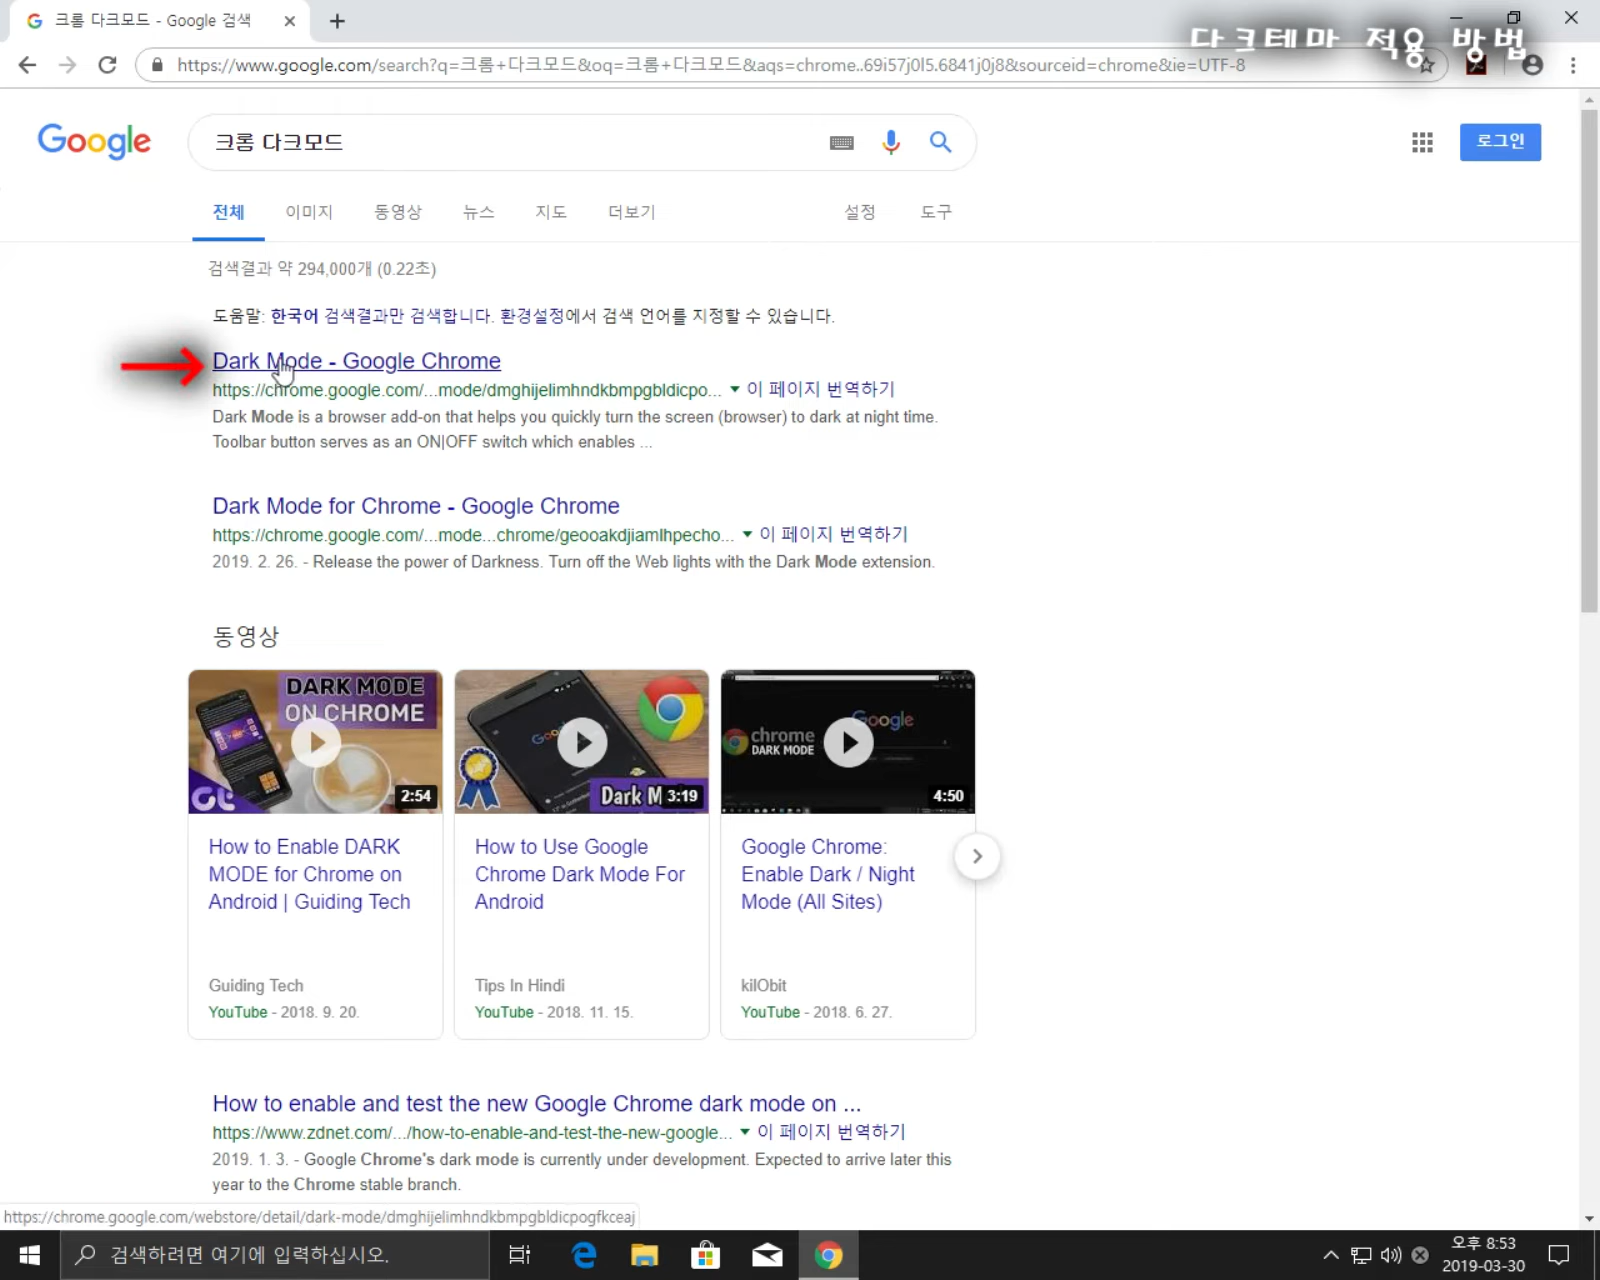 크롬 다크모드 - Google 검색
다크테마 적용 방법
https://www.google.com/search?q=크롬+다크모드&oq=크롬+다크모드&aqs=chrome..69i57j0l5.6841j0j8&sourceid=chrome&ie=UTF-8
Google
크롬 다크모드
로그인
전체 이미지 동영상 뉴스 지도 더보기 설정 도구
검색결과 약 294,000개 (0.22초)
도움말: 한국어 검색결과만 검색합니다. 환경설정에서 검색 언어를 지정할 수 있습니다.
Dark Mode - Google Chrome
https://chrome.google.com/...mode/dmghijelimhndkbmpgbldicpo... ▼ 이 페이지 번역하기
Dark Mode is a browser add-on that helps you quickly turn the screen (browser) to dark at night time.
Toolbar button serves as an ON|OFF switch which enables ...
Dark Mode for Chrome - Google Chrome
https://chrome.google.com/...mode...chrome/geooakdjiamlhpecho... ▼ 이 페이지 번역하기
2019. 2. 26. - Release the power of Darkness. Turn off the Web lights with the Dark Mode extension.
동영상
DARK MODE
ON CHROME
Gt
2:54
Dark M
3:19
Google
chrome
DARK MODE
4:50
How to Enable DARK
MODE for Chrome on
Android | Guiding Tech
Guiding Tech
YouTube - 2018. 9. 20.
How to Use Google
Chrome Dark Mode For
Android
Tips In Hindi
YouTube - 2018. 11. 15.
Google Chrome:
Enable Dark / Night
Mode (All Sites)
kilObit
YouTube - 2018. 6. 27.
How to enable and test the new Google Chrome dark mode on ...
https://www.zdnet.com/.../how-to-enable-and-test-the-new-google... ▼ 이 페이지 번역하기
2019. 1. 3. - Google Chrome's dark mode is currently under development. Expected to arrive later this
year to the Chrome stable branch.
https://chrome.google.com/webstore/detail/dark-mode/dmghijelimhndkbmpgbldicpogfkceaj
검색하려면 여기에 입력하십시오.
오후 8:53
2019-03-30